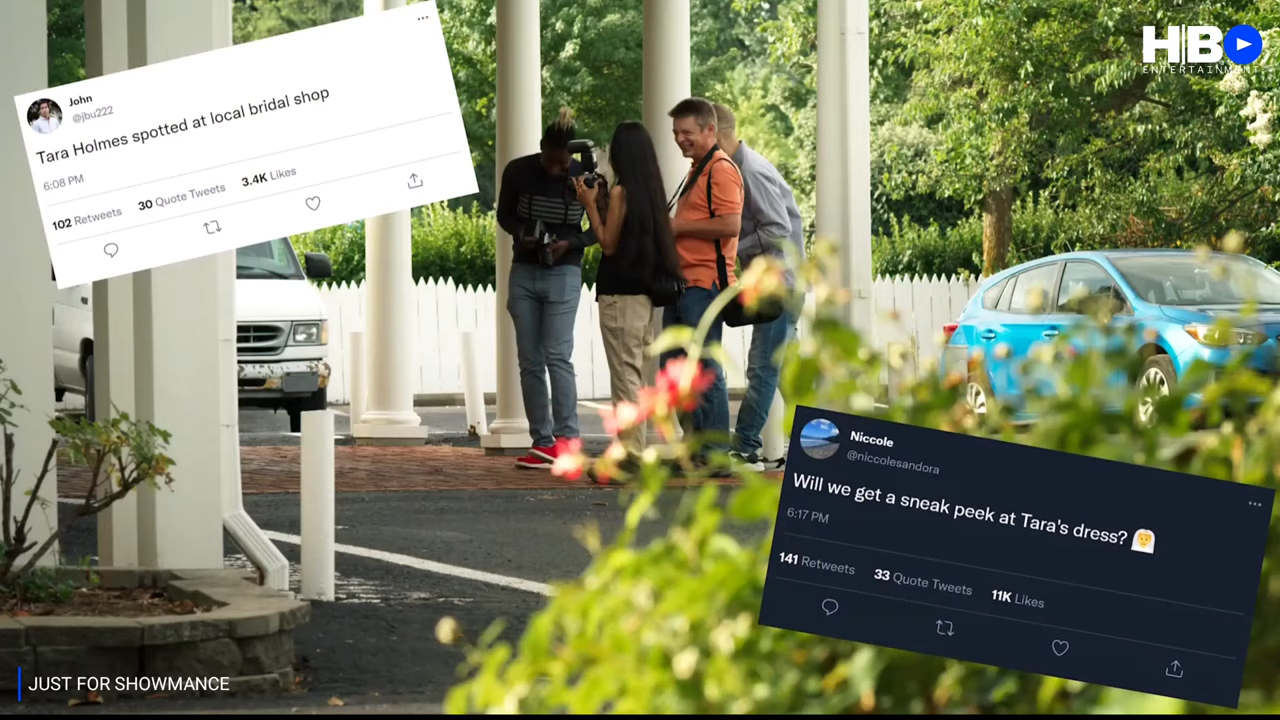 HBO
ENTERTAINMENT
John
@jbu222
Tara Holmes spotted at local bridal shop
6:08 PM
102 Retweets 30 Quote Tweets 3.4K Likes
Niccole
@niccolesandora
Will we get a sneak peek at Tara's dress? 👰
6:17 PM
141 Retweets 33 Quote Tweets 11K Likes
JUST FOR SHOWMANCE